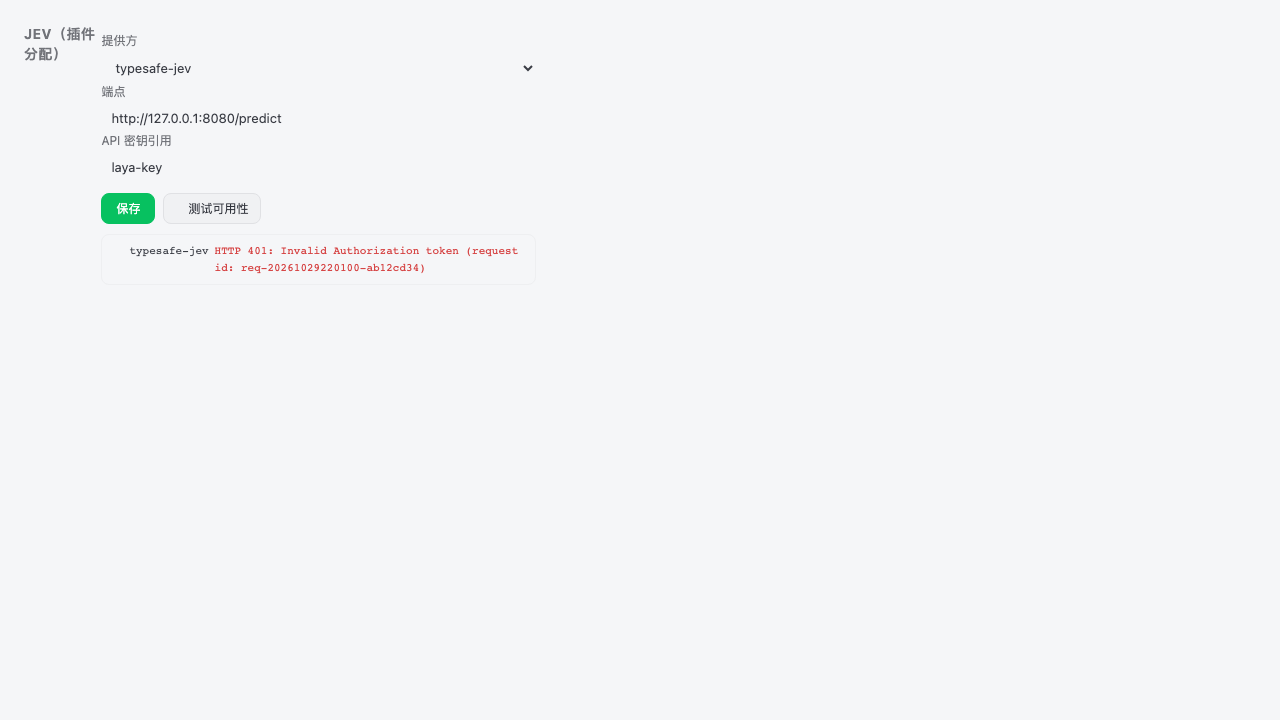 JEV（插件
分配）
提供方
typesafe-jev
端点
http://127.0.0.1:8080/predict
API 密钥引用
laya-key
保存
测试可用性
typesafe-jev HTTP 401: Invalid Authorization token (request
id: req-20261029220100-ab12cd34)